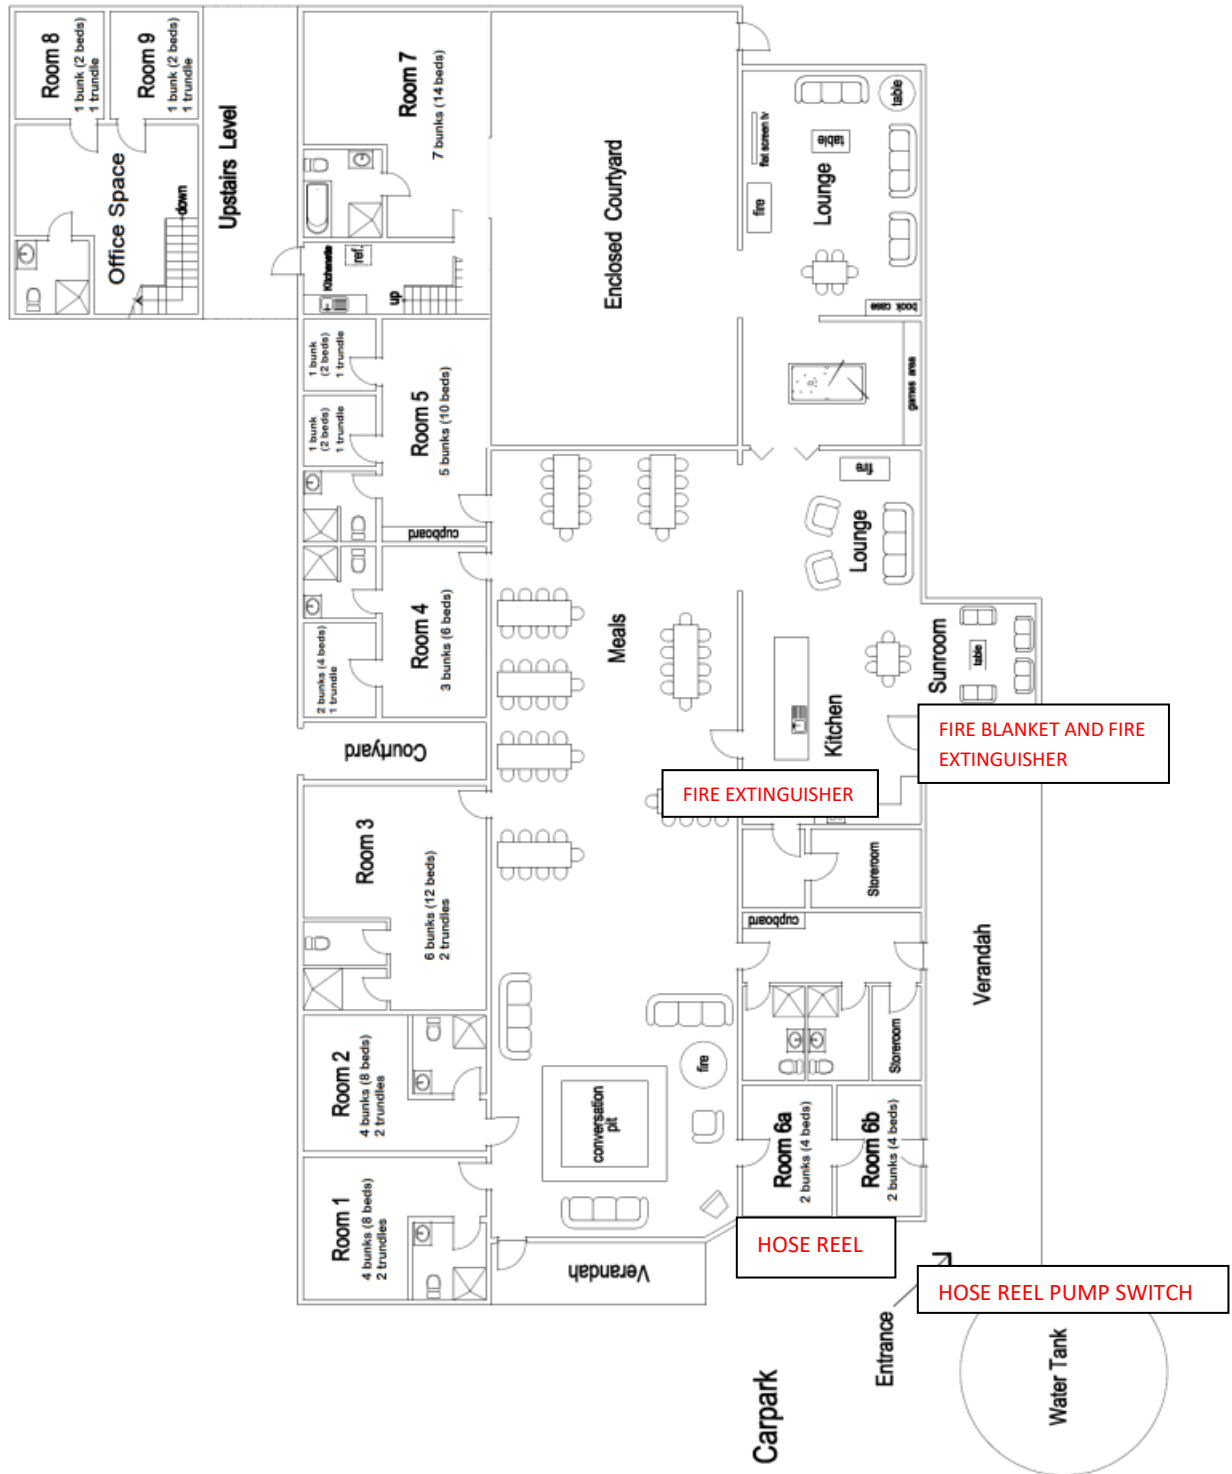 Room 8
1 bunk (2 beds)
1 trundle
Room 9
1 bunk (2 beds)
1 trundle
Office Space
down
Upstairs Level
Room 7
7 bunks (14 beds)
Kitchenette
ref.
up
Enclosed Courtyard
flat screen tv
fire
table
table
Lounge
book case
games area
1 bunk
(2 beds)
1 trundle
1 bunk
(2 beds)
1 trundle
Room 5
5 bunks (10 beds)
cupboard
Room 4
3 bunks (6 beds)
2 bunks (4 beds)
1 trundle
Courtyard
Meals
fire
Lounge
Sunroom
table
Kitchen
FIRE BLANKET AND FIRE
EXTINGUISHER
FIRE EXTINGUISHER
Room 3
6 bunks (12 beds)
2 trundles
Storeroom
cupboard
Verandah
Storeroom
Room 2
4 bunks (8 beds)
2 trundles
fire
conversation
pit
Room 6a
2 bunks (4 beds)
Room 6b
2 bunks (4 beds)
Room 1
4 bunks (8 beds)
2 trundles
Verandah
HOSE REEL
HOSE REEL PUMP SWITCH
Entrance
Carpark
Water Tank